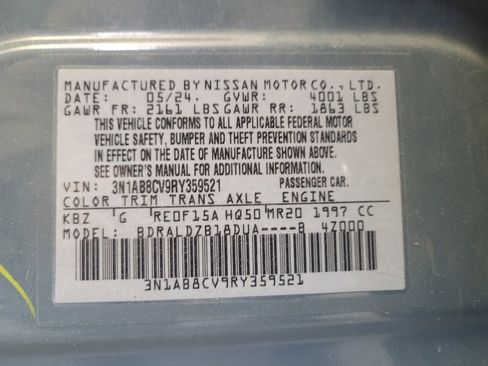 MANUFACTURED BY NISSAN MOTOR CO., LTD.
DATE: 05/24. GVWR: 4001 LBS
GAWR FR: 2161 LBS GAWR RR: 1863 LBS
THIS VEHICLE CONFORMS TO ALL APPLICABLE FEDERAL MOTOR
VEHICLE SAFETY, BUMPER AND THEFT PREVENTION STANDARDS
IN EFFECT ON THE DATE OF MANUFACTURE SHOWN ABOVE.
SEE OWNER'S MANUAL FOR ADDITIONAL INFORMATION.
VIN: 3N1AB8CV9RY359521 PASSENGER CAR.
COLOR TRIM TRANS AXLE ENGINE
KBZ G RE0F15A HQ50 MR20 1997 CC
MODEL: BDRALDZB18DUA----B 4Z000
3N1AB8CV9RY359521